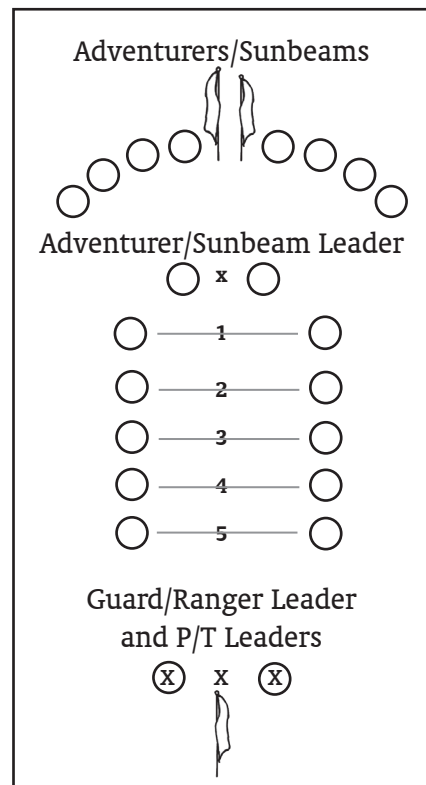 Adventurers/Sunbeams
Adventurer/Sunbeam Leader
x
1
2
3
4
5
Guard/Ranger Leader
and P/T Leaders
X X X